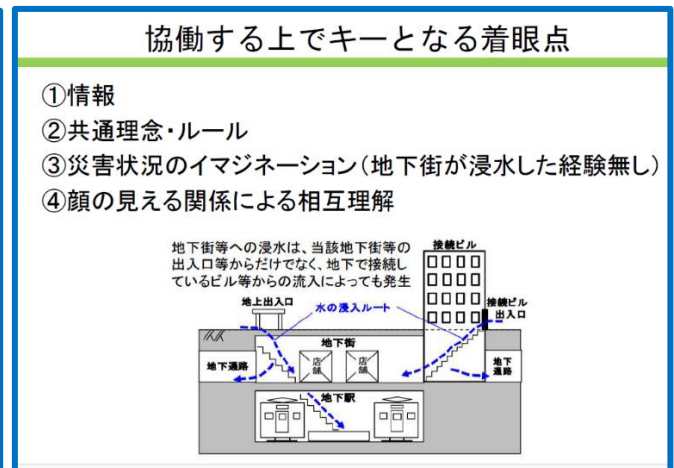 協働する上でキーとなる着眼点
①情報
②共通理念・ルール
③災害状況のイマジネーション（地下街が浸水した経験無し）
④顔の見える関係による相互理解
地下街等への浸水は、当該地下街等の
出入口等からだけでなく、地下で接続し
ているビル等からの流入によっても発生
接続ビル
地上出入口
水の浸入ルート
接続ビル
出入口
地下街
地下通路
店舗
店舗
地下
通路
地下駅